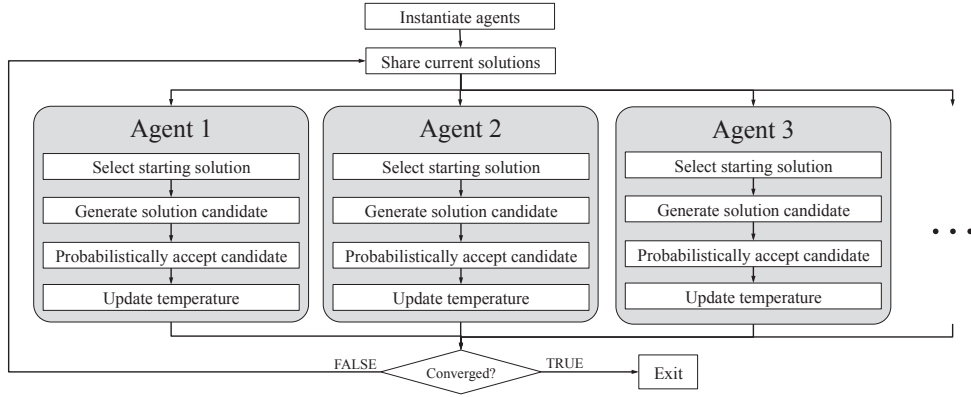 Instantiate agents
Share current solutions
Agent 1
Select starting solution
Generate solution candidate
Probabilistically accept candidate
Update temperature
Agent 2
Select starting solution
Generate solution candidate
Probabilistically accept candidate
Update temperature
Agent 3
Select starting solution
Generate solution candidate
Probabilistically accept candidate
Update temperature
...
FALSE
Converged?
TRUE
Exit